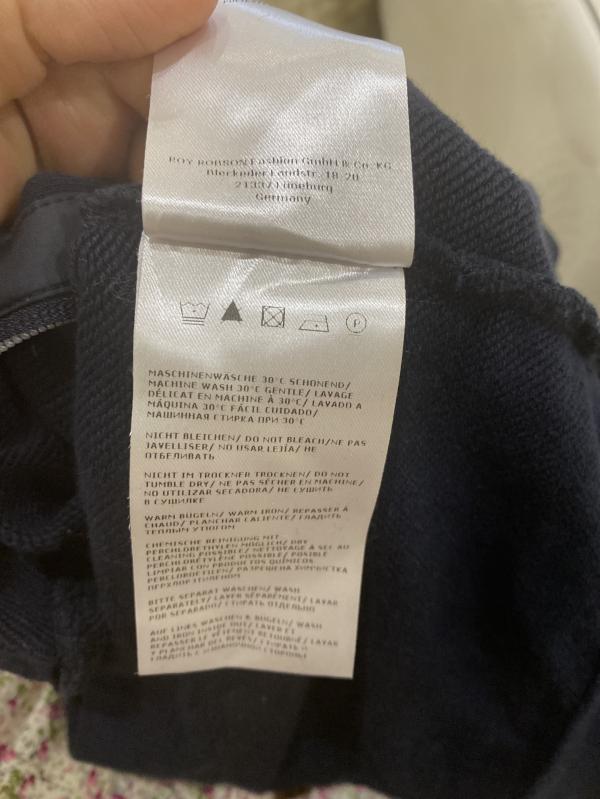 ROY ROBSON Fashion GmbH & Co. KG
Bleckeder Landstr. 18-20
21337 Lüneburg
Germany
P
MASCHINENWÄSCHE 30°C SCHONEND/
MACHINE WASH 30°C GENTLE/ LAVAGE
DÉLICAT EN MACHINE À 30°C/ LAVADO A
MÁQUINA 30°C FÁCIL CUIDADO/
МАШИННАЯ СТИРКА ПРИ 30°C
NICHT BLEICHEN/ DO NOT BLEACH/NE PAS
JAVELLISER/ NO USAR LEJÍA/ НЕ
ОТБЕЛИВАТЬ
NICHT IM TROCKNER TROCKNEN/ DO NOT
TUMBLE DRY/ NE PAS SÉCHER EN MACHINE/
NO UTILIZAR SECADORA/ НЕ СУШИТЬ
В СУШИЛКЕ
WARM BÜGELN/ WARM IRON/ REPASSER À
CHAUD/ PLANCHAR CALIENTE/ ГЛАДИТЬ
ТЕПЛЫМ УТЮГОМ
CHEMISCHE REINIGUNG MIT
PERCHLORETHYLEN MÖGLICH/ DRY
CLEANING POSSIBLE/ NETTOYAGE À SEC AU
PERCHLORÉTYLÈNE POSSIBLE/ POSIBLE
LIMPIAR CON PRODUCTOS QUÍMICOS
PERCLOROETILEN/ РАЗРЕШЕНА ХИМЧИСТКА
ПЕРХЛОРЭТИЛЕНОМ
BITTE SEPARAT WASCHEN/ WASH
SEPARATELY/ LAVER SÉPARÉMENT/ LAVAR
POR SEPARADO/ СТИРАТЬ ОТДЕЛЬНО
AUF LINKS WASCHEN & BÜGELN/ WASH
AND IRON INSIDE OUT/ LAVER ET
REPASSER LE VÊTEMENT RETOURNÉ/ LAVAR
Y PLANCHAR DEL REVÉS/ СТИРАТЬ И
ГЛАДИТЬ С ИЗНАНОЧНОЙ СТОРОНЫ